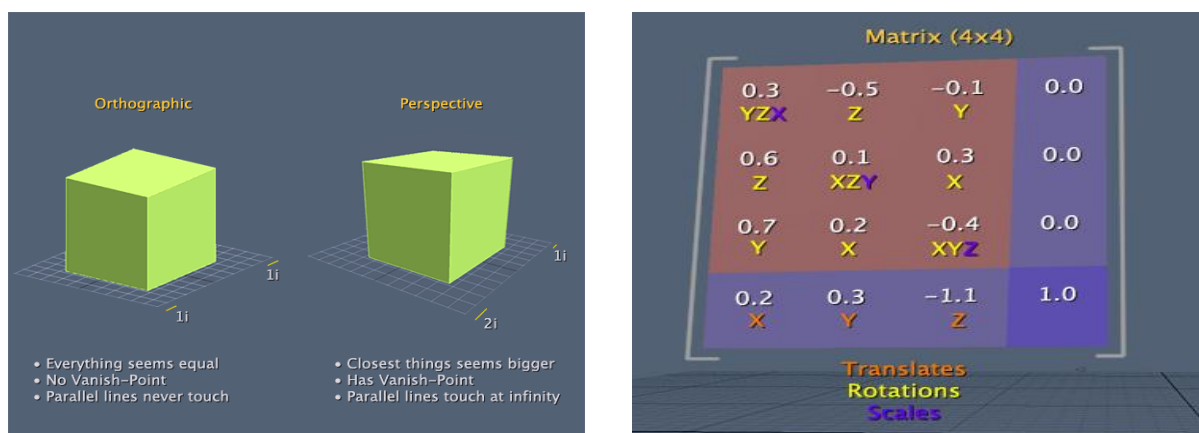 Orthographic
Perspective
1i
1i
1i
2i
• Everything seems equal
• No Vanish-Point
• Parallel lines never touch
• Closest things seems bigger
• Has Vanish-Point
• Parallel lines touch at infinity
Matrix (4x4)
0.3 -0.5 -0.1 0.0
YZX Z Y
0.6 0.1 0.3 0.0
Z XZY X
0.7 0.2 -0.4 0.0
Y X XYZ
0.2 0.3 -1.1 1.0
X Y Z
Translates
Rotations
Scales